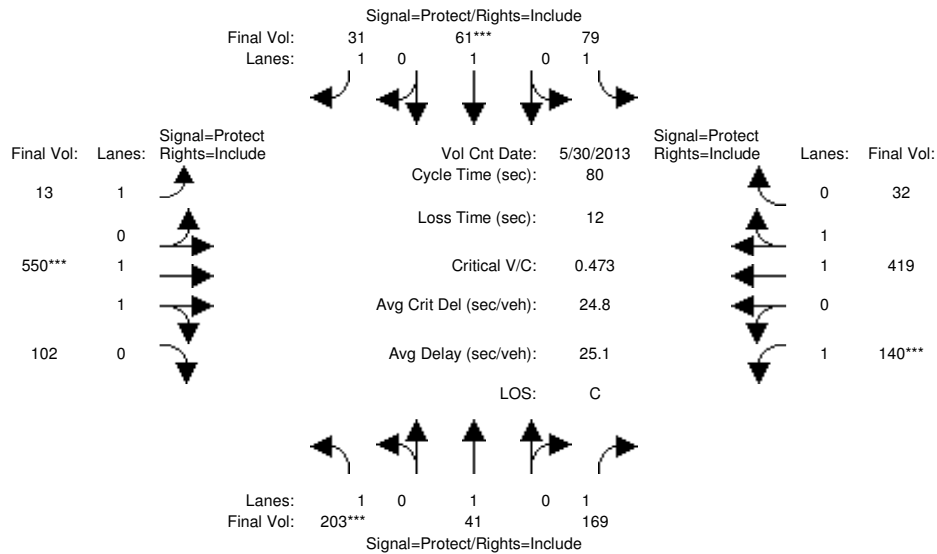 Signal=Protect/Rights=Include
Final Vol: 31 61*** 79
Lanes: 1 0 1 0 1
Signal=Protect Signal=Protect
Final Vol: Lanes: Rights=Include Vol Cnt Date: 5/30/2013 Rights=Include Lanes: Final Vol:
Cycle Time (sec): 80
13 1 0 32
Loss Time (sec): 12
0 1
550*** 1 Critical V/C: 0.473 1 419
1 Avg Crit Del (sec/veh): 24.8 0
102 0 Avg Delay (sec/veh): 25.1 1 140***
LOS: C
Lanes: 1 0 1 0 1
Final Vol: 203*** 41 169
Signal=Protect/Rights=Include